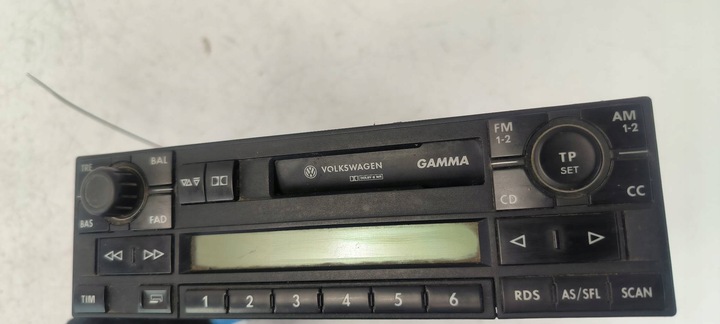 TRE BAL
BAS FAD
VOLKSWAGEN GAMMA
FM 1-2
AM 1-2
TP SET
CD
CC
TIM
1 2 3 4 5 6
RDS AS/SFL SCAN